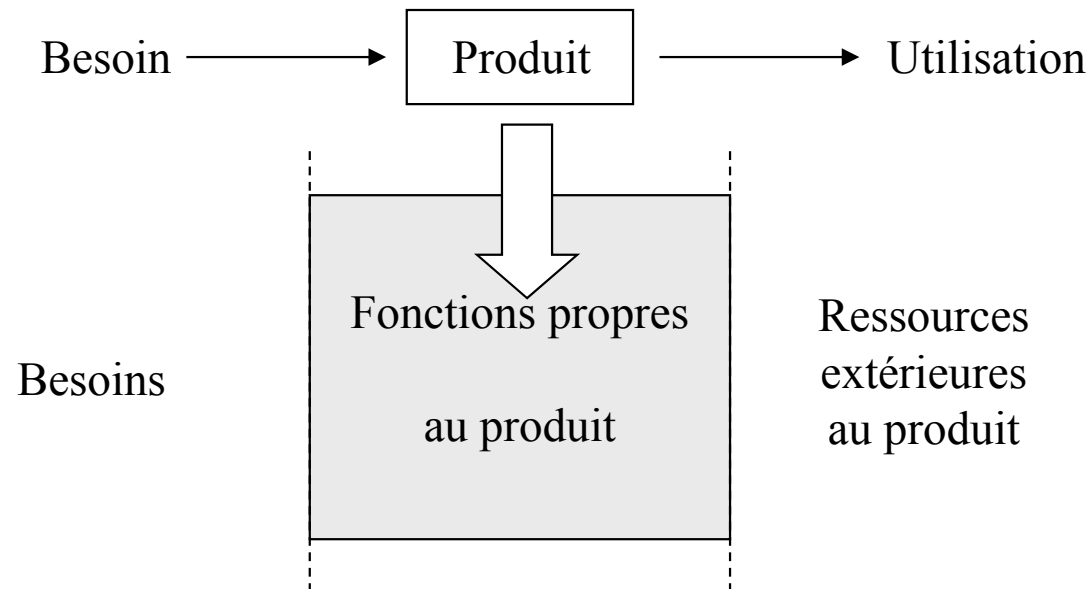 Besoin Produit Utilisation
Fonctions propres
au produit
Besoins
Ressources
extérieures
au produit